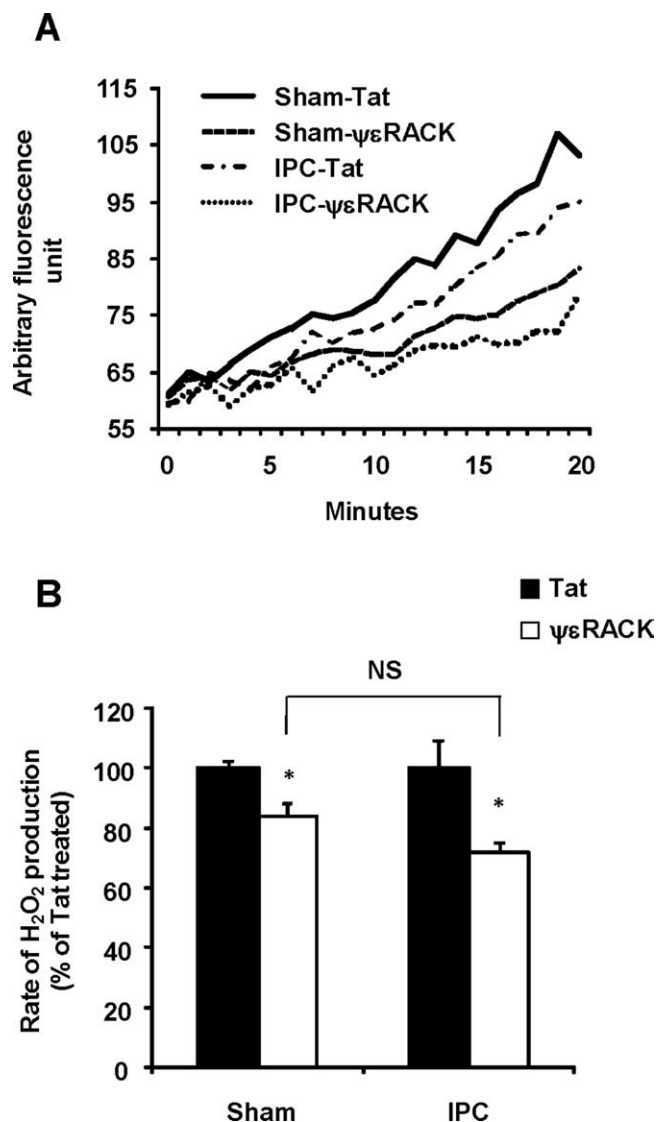 A
115
105
95
85
75
65
55
Arbitrary fluorescence
unit
Sham-Tat
Sham-ψεRACK
IPC-Tat
IPC-ψεRACK
0 5 10 15 20
Minutes
B
Tat
ψεRACK
NS
120
100
80
60
40
20
0
Rate of H₂O₂ production
(% of Tat treated)
* *
Sham IPC